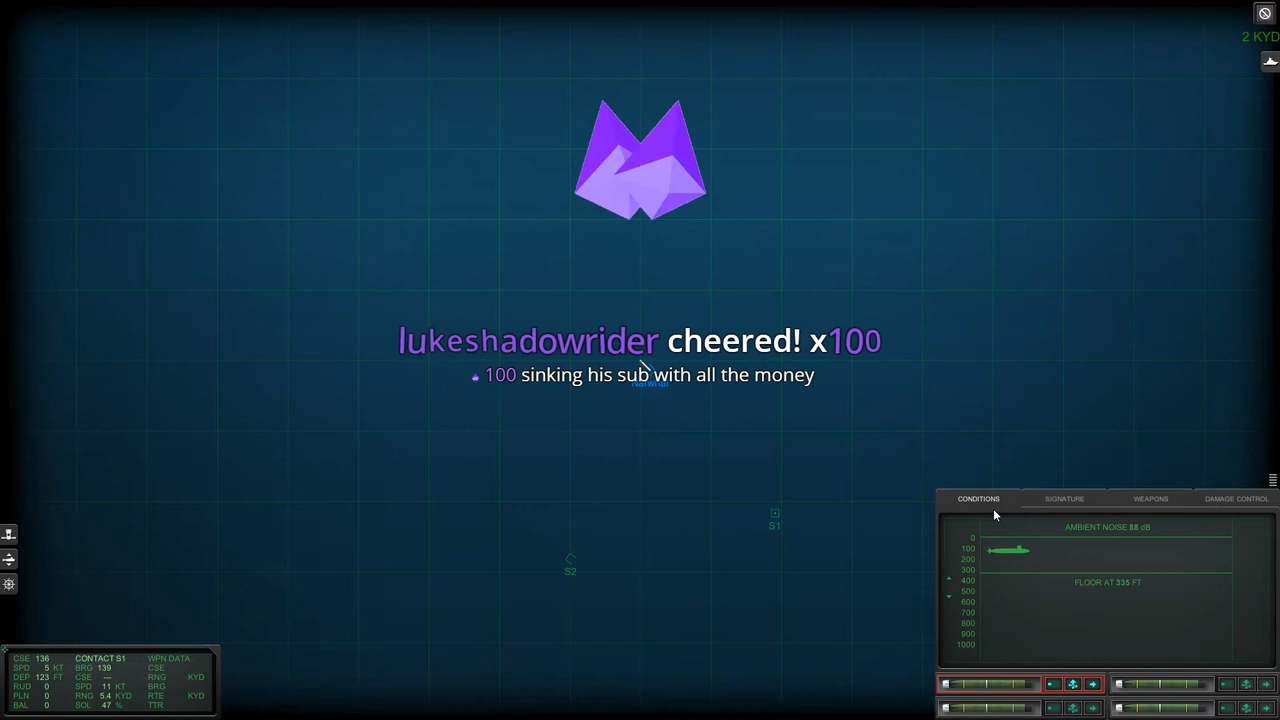 2 KYD
lukeshadowrider cheered! x100
100 sinking his sub with all the money
Narwhal
S1
S2
CONDITIONS SIGNATURE WEAPONS DAMAGE CONTROL
AMBIENT NOISE 88 dB
0
100
200
300
400
500
600
700
800
900
1000
FLOOR AT 335 FT
CSE 136 CONTACT S1 WPN DATA
SPD 5 KT BRG 139 CSE
DEP 123 FT CSE --- RNG KYD
RUD 0 SPD 11 KT BRG
PLN 0 RNG 5.4 KYD RTE KYD
BAL 0 SOL 47 % TTR